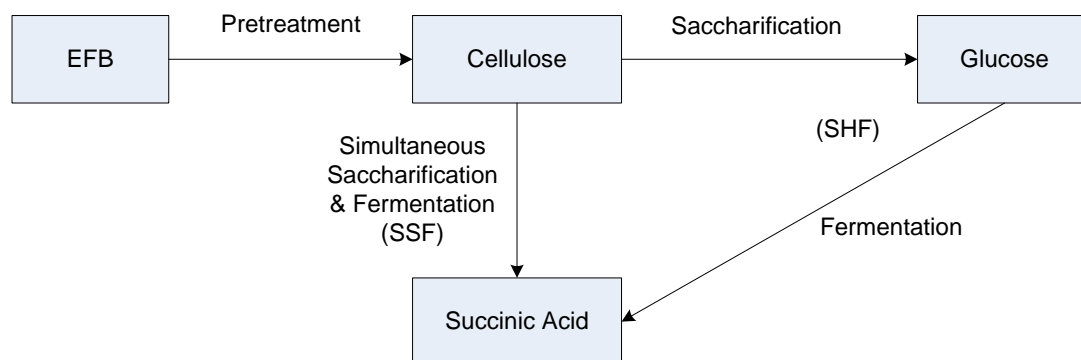 Pretreatment
Saccharification
EFB
Cellulose
Glucose
(SHF)
Simultaneous
Saccharification
& Fermentation
(SSF)
Fermentation
Succinic Acid